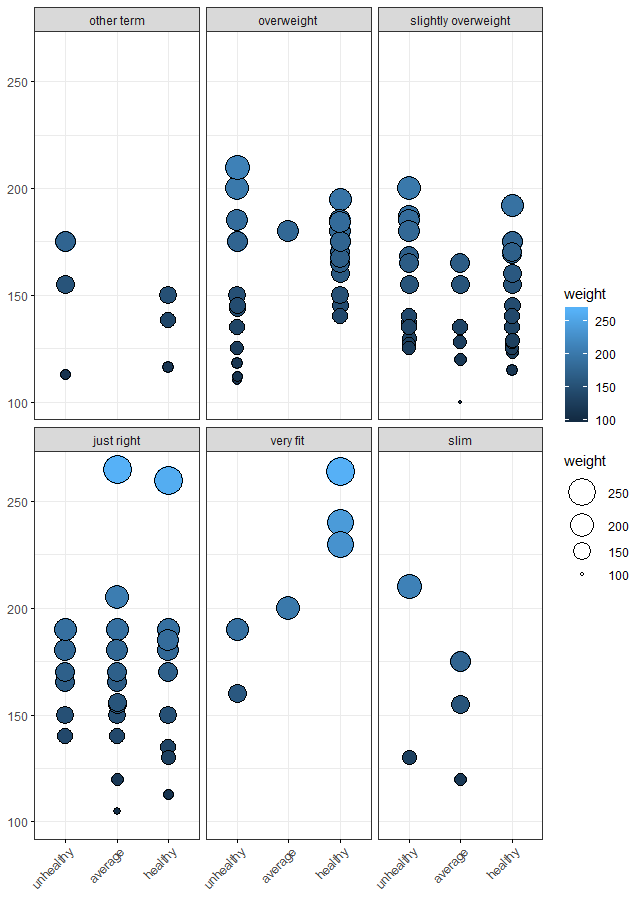 other term
overweight
slightly overweight
250
200
150
100
just right
very fit
slim
250
200
150
100
unhealthy
average
healthy
unhealthy
average
healthy
unhealthy
average
healthy
weight
250
200
150
100
weight
250
200
150
100